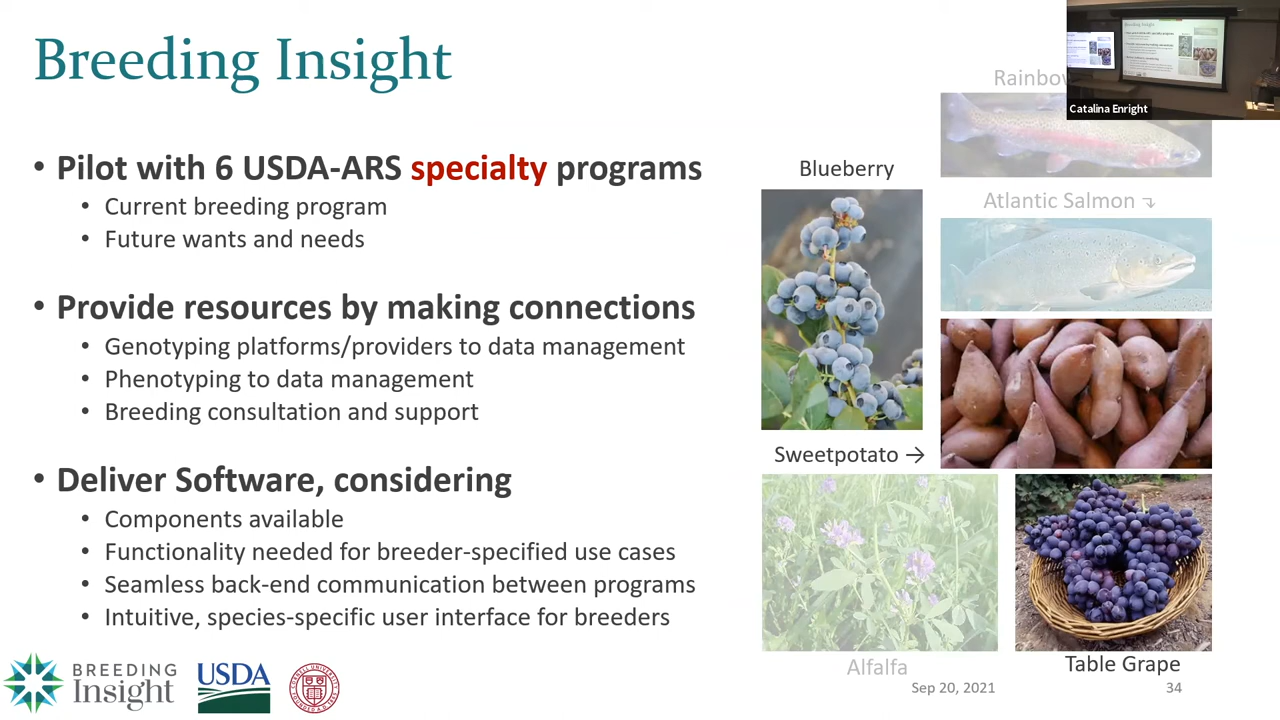 Breeding Insight
• Pilot with 6 USDA-ARS specialty programs
• Current breeding program
• Future wants and needs
• Provide resources by making connections
• Genotyping platforms/providers to data management
• Phenotyping to data management
• Breeding consultation and support
• Deliver Software, considering
• Components available
• Functionality needed for breeder-specified use cases
• Seamless back-end communication between programs
• Intuitive, species-specific user interface for breeders
Catalina Enright
Blueberry
Atlantic Salmon
Sweetpotato →
Alfalfa
Table Grape
BREEDING
Insight
USDA
Sep 20, 2021
34